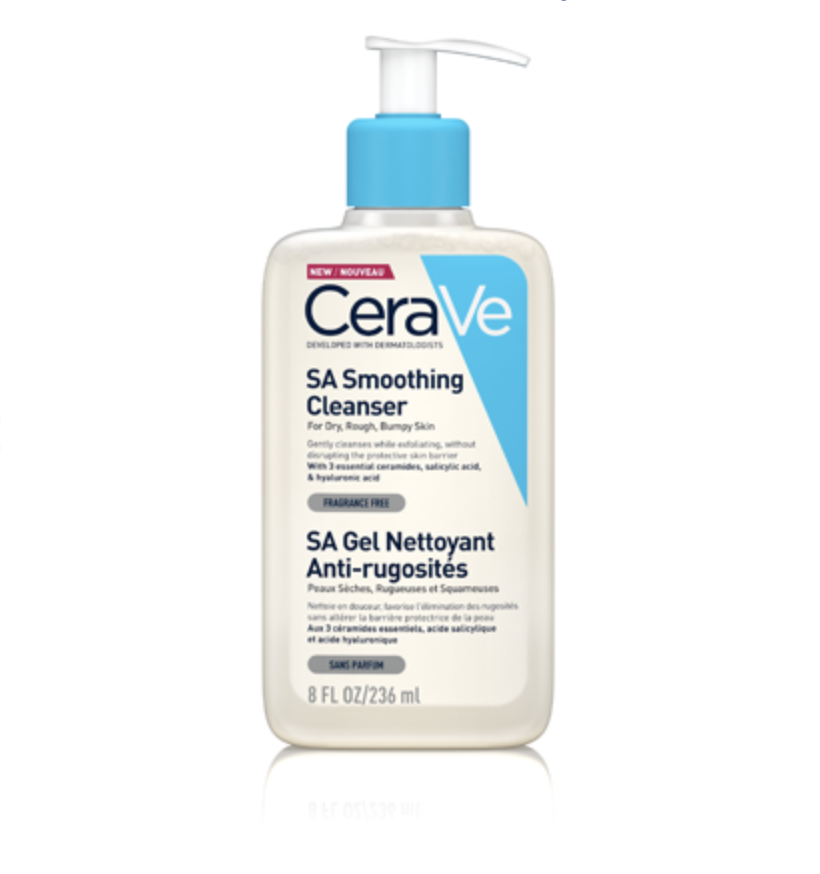 NEW / NOUVEAU
CeraVe
DEVELOPED WITH DERMATOLOGISTS
SA Smoothing
Cleanser
For Dry, Rough, Bumpy Skin
Gently cleanses while exfoliating, without
disrupting the protective skin barrier
With 3 essential ceramides, salicylic acid,
& hyaluronic acid
FRAGRANCE FREE
SA Gel Nettoyant
Anti-rugosités
Peaux Sèches, Rugueuses et Squameuses
Nettoie en douceur, favorise l'élimination des rugosités
sans altérer la barrière protectrice de la peau
Aux 3 céramides essentiels, acide salicylique
et acide hyaluronique
SANS PARFUM
8 FL OZ/236 ml